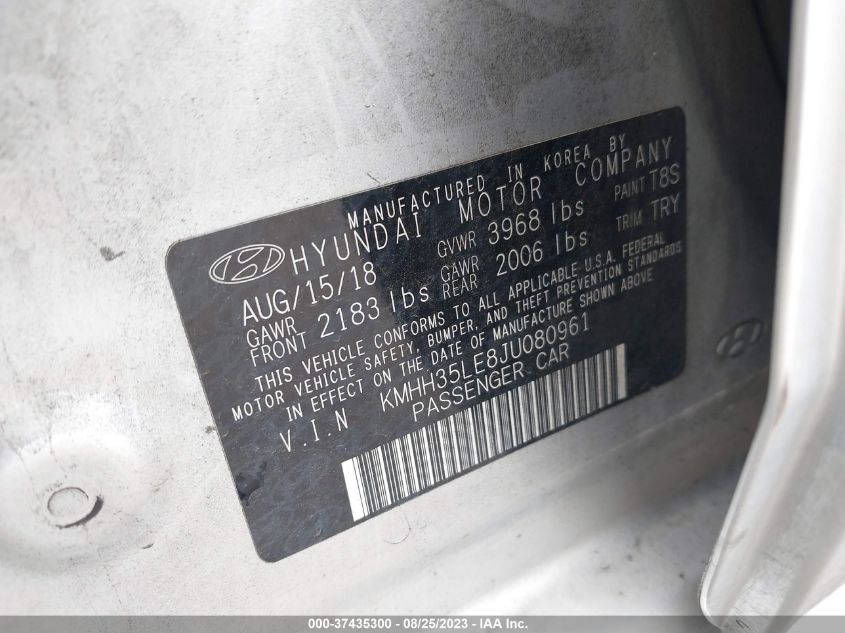 MANUFACTURED IN KOREA BY
HYUNDAI MOTOR COMPANY
AUG/15/18 GVWR 3968 lbs PAINT T8S
GAWR FRONT 2183 lbs GAWR REAR 2006 lbs TRIM TRY
THIS VEHICLE CONFORMS TO ALL APPLICABLE U.S.A. FEDERAL
MOTOR VEHICLE SAFETY, BUMPER, AND THEFT PREVENTION STANDARDS
IN EFFECT ON THE DATE OF MANUFACTURE SHOWN ABOVE
V.I.N KMHH35LE8JU080961
PASSENGER CAR
000-37435300 - 08/25/2023 - IAA Inc.